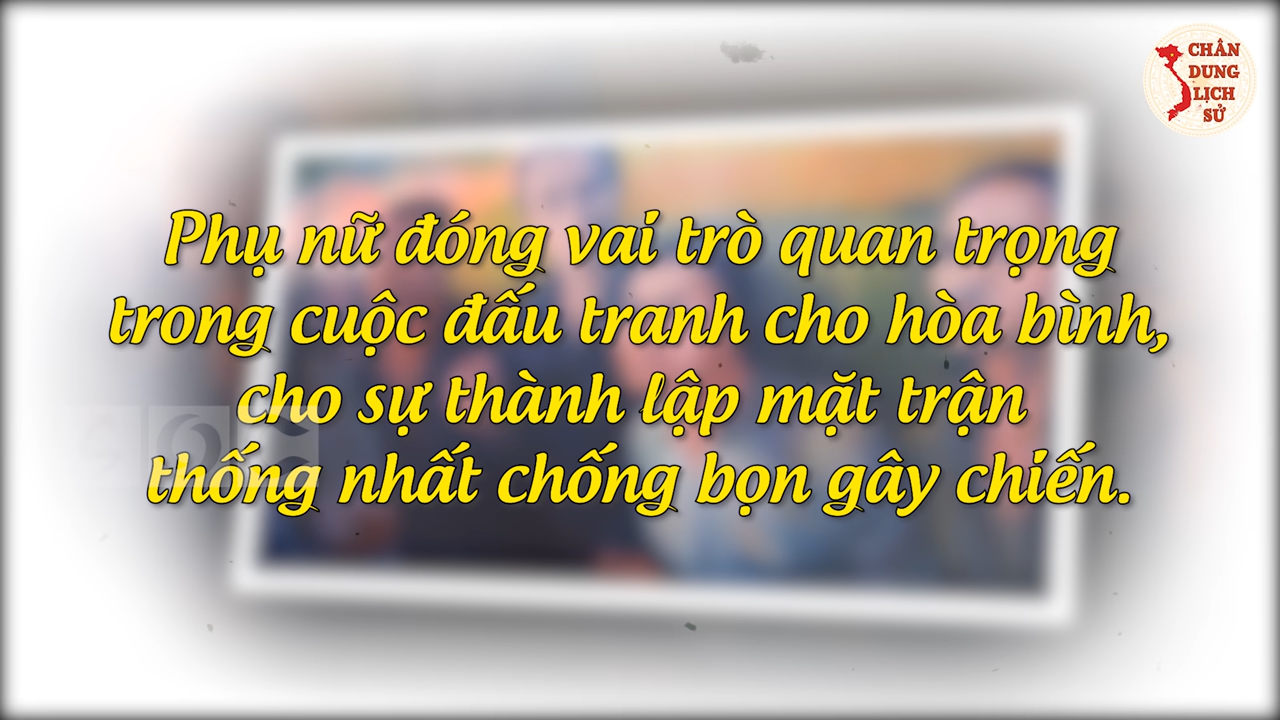 CHÂN
DUNG
LỊCH
SỬ
Phụ nữ đóng vai trò quan trọng
trong cuộc đấu tranh cho hòa bình,
cho sự thành lập mặt trận
thống nhất chống bọn gây chiến.